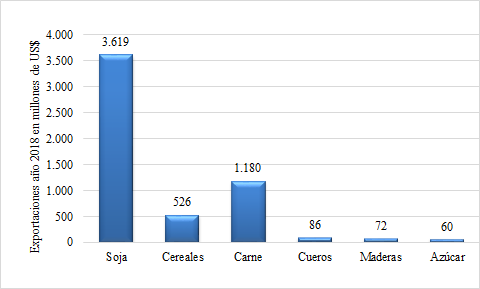 Exportaciones año 2018 en millones de US$
4.000
3.500
3.000
2.500
2.000
1.500
1.000
500
0
3.619
526
1.180
86
72
60
Soja
Cereales
Carne
Cueros
Maderas
Azúcar